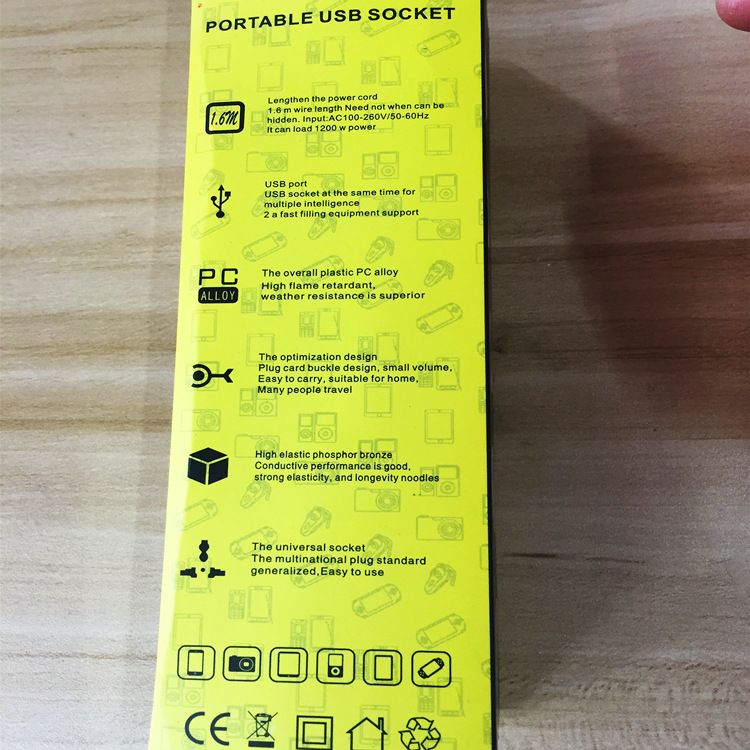 PORTABLE USB SOCKET
1.6M
Lengthen the power cord
1.6 m wire length Need not when can be
hidden. Input:AC100-260V/50-60Hz
It can load 1200 w power
USB port
USB socket at the same time for
multiple intelligence
2 a fast filling equipment support
PC
ALLOY
The overall plastic PC alloy
High flame retardant,
weather resistance is superior
The optimization design
Plug card buckle design, small volume,
Easy to carry, suitable for home,
Many people travel
High elastic phosphor bronze
Conductive performance is good,
strong elasticity, and longevity noodles
The universal socket
The multinational plug standard
generalized,Easy to use
CE